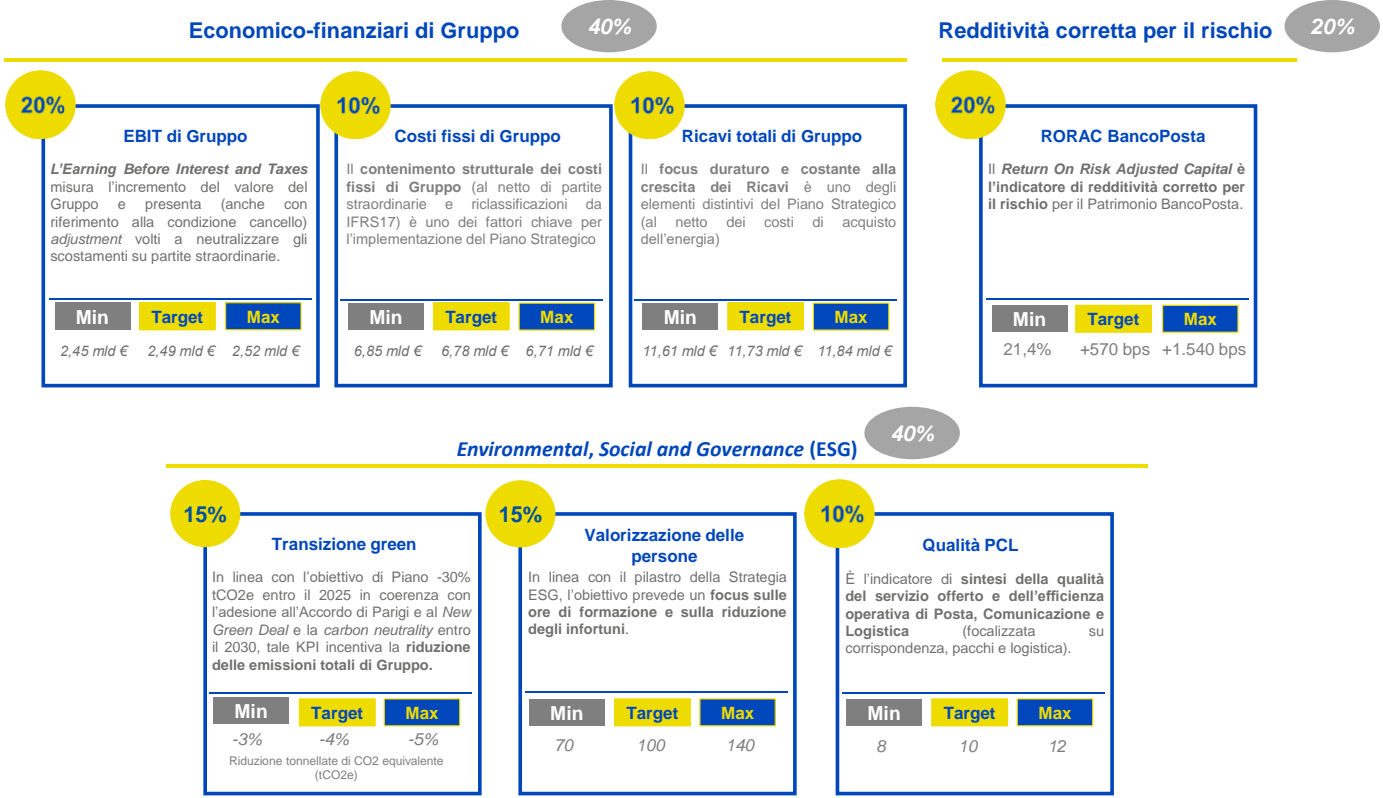 Economico-finanziari di Gruppo
40%
Redditività corretta per il rischio
20%
20%
EBIT di Gruppo
L'Earning Before Interest and Taxes
misura l'incremento del valore del
Gruppo e presenta (anche con
riferimento alla condizione cancello)
adjustment volti a neutralizzare gli
scostamenti su partite straordinarie.
Min Target Max
2,45 mld € 2,49 mld € 2,52 mld €
10%
Costi fissi di Gruppo
Il contenimento strutturale dei costi
fissi di Gruppo (al netto di partite
straordinarie e riclassificazioni da
IFRS17) è uno dei fattori chiave per
l'implementazione del Piano Strategico
Min Target Max
6,85 mld € 6,78 mld € 6,71 mld €
10%
Ricavi totali di Gruppo
Il focus duraturo e costante alla
crescita dei Ricavi è uno degli
elementi distintivi del Piano Strategico
(al netto dei costi di acquisto
dell'energia)
Min Target Max
11,61 mld € 11,73 mld € 11,84 mld €
20%
RORAC BancoPosta
Il Return On Risk Adjusted Capital è
l'indicatore di redditività corretto per
il rischio per il Patrimonio BancoPosta.
Min Target Max
21,4% +570 bps +1.540 bps
Environmental, Social and Governance (ESG)
40%
15%
Transizione green
In linea con l'obiettivo di Piano -30%
tCO2e entro il 2025 in coerenza con
l'adesione all'Accordo di Parigi e al New
Green Deal e la carbon neutrality entro
il 2030, tale KPI incentiva la riduzione
delle emissioni totali di Gruppo.
Min Target Max
-3% -4% -5%
Riduzione tonnellate di CO2 equivalente
(tCO2e)
15%
Valorizzazione delle
persone
In linea con il pilastro della Strategia
ESG, l'obiettivo prevede un focus sulle
ore di formazione e sulla riduzione
degli infortuni.
Min Target Max
70 100 140
10%
Qualità PCL
È l'indicatore di sintesi della qualità
del servizio offerto e dell'efficienza
operativa di Posta, Comunicazione e
Logistica (focalizzata su
corrispondenza, pacchi e logistica).
Min Target Max
8 10 12